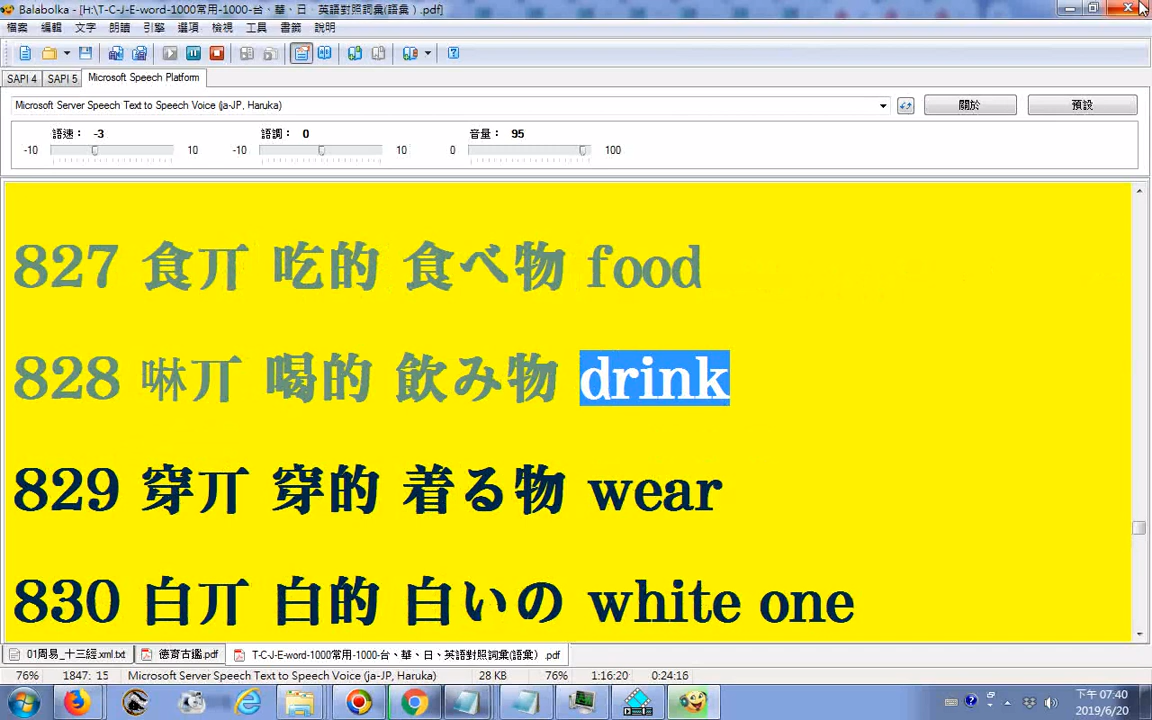 Balabolka - [H:\T-C-J-E-word-1000常用-1000-台、華、日、英語對照詞彙(語彙）.pdf]
檔案 編輯 文字 朗讀 引擎 選項 檢視 工具 書籤 說明
SAPI 4 SAPI 5 Microsoft Speech Platform
Microsoft Server Speech Text to Speech Voice (ja-JP, Haruka) 關於 預設
語速： -3 語調： 0 音量： 95
-10 10 -10 10 0 100
827 食丌 吃的 食べ物 food
828 啉丌 喝的 飲み物 drink
829 穿丌 穿的 着る物 wear
830 白丌 白的 白いの white one
01周易_十三經.xml.txt 德育古鑑.pdf T-C-J-E-word-1000常用-1000-台、華、日、英語對照詞彙(語彙）.pdf
76% 1847: 15 Microsoft Server Speech Text to Speech Voice (ja-JP, Haruka) 28 KB 76% 1:16:20 0:24:16
下午 07:40
2019/6/20